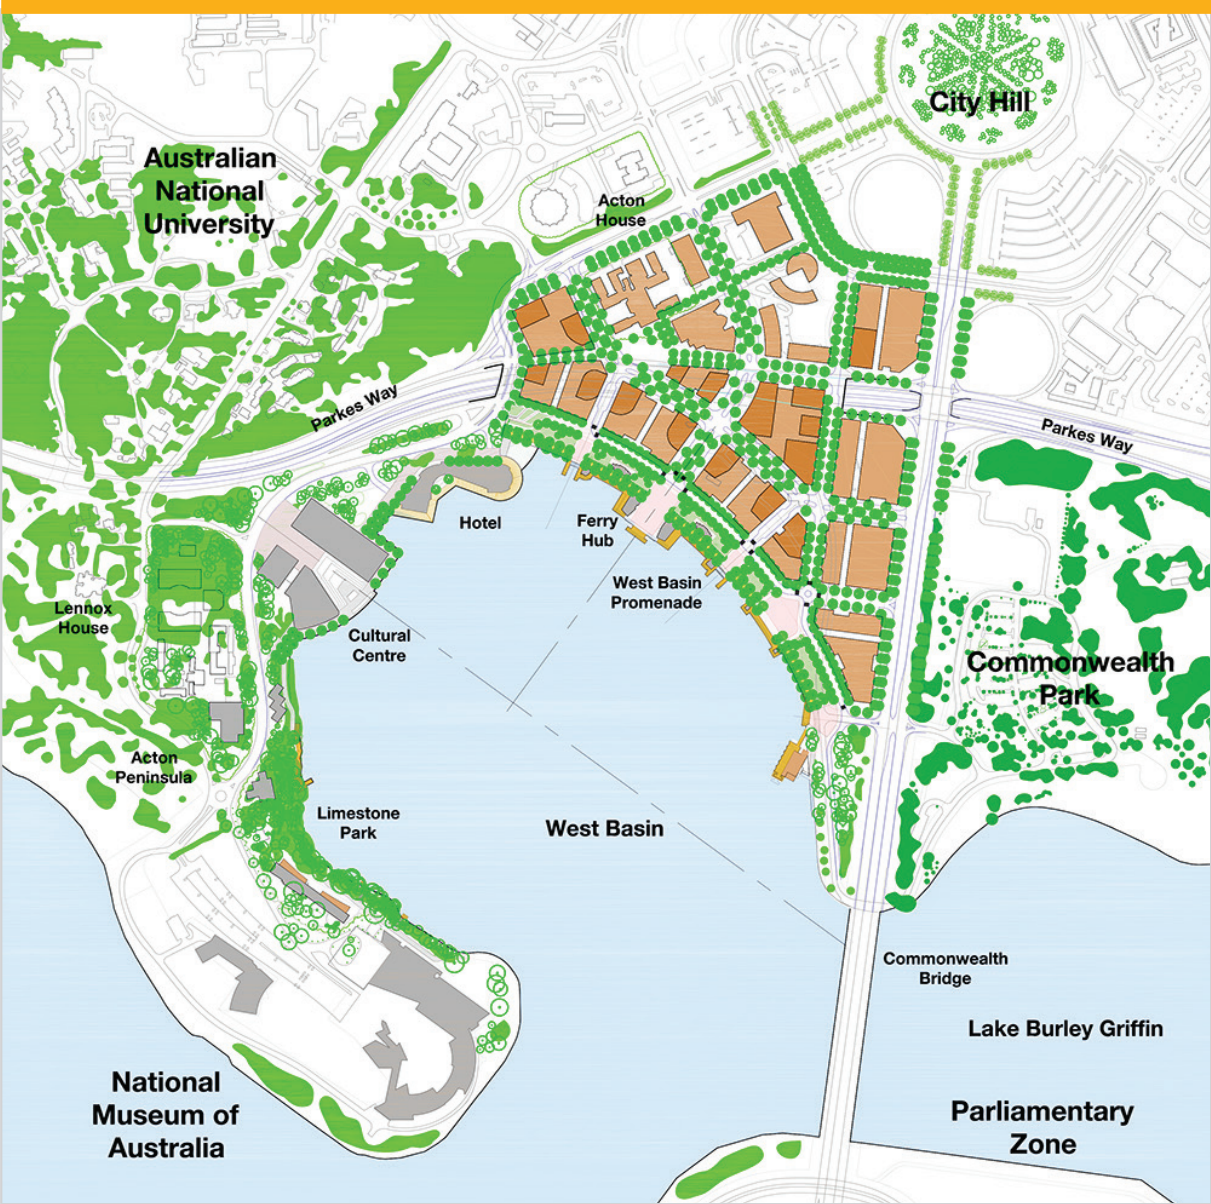 City Hill
Australian
National
University
Acton
House
Parkes Way
Parkes Way
Hotel
Ferry
Hub
West Basin
Promenade
Lennox
House
Cultural
Centre
Commonwealth
Park
Acton
Peninsula
Limestone
Park
West Basin
Commonwealth
Bridge
Lake Burley Griffin
National
Museum of
Australia
Parliamentary
Zone